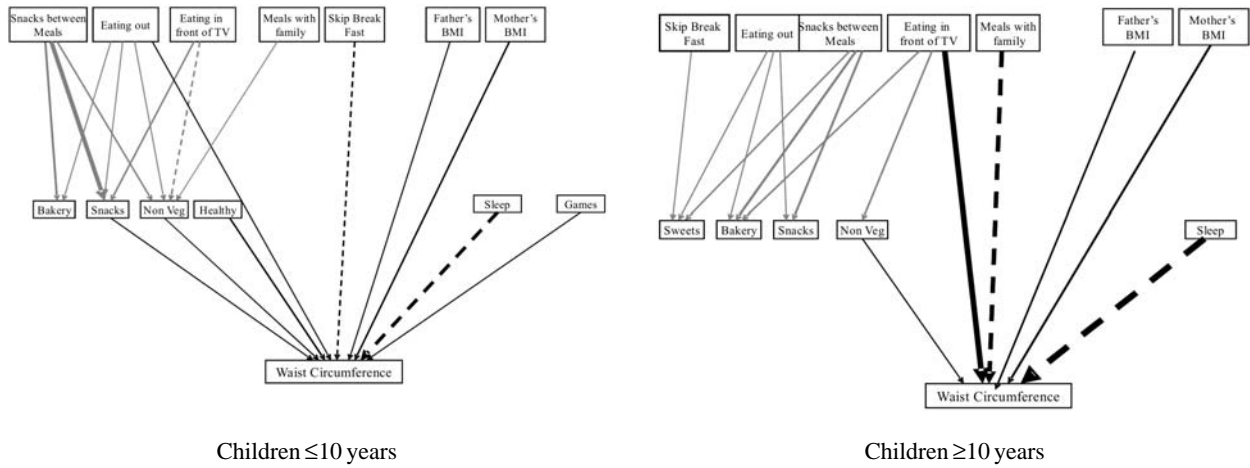 Snacks between
Meals
Eating out
Eating in
front of TV
Meals with
family
Skip Break
Fast
Father's
BMI
Mother's
BMI
Bakery
Snacks
Non Veg
Healthy
Sleep
Games
Waist Circumference
Children ≤10 years
Skip Break
Fast
Eating out
Snacks between
Meals
Eating in
front of TV
Meals with
family
Father's
BMI
Mother's
BMI
Sweets
Bakery
Snacks
Non Veg
Sleep
Waist Circumference
Children ≥10 years